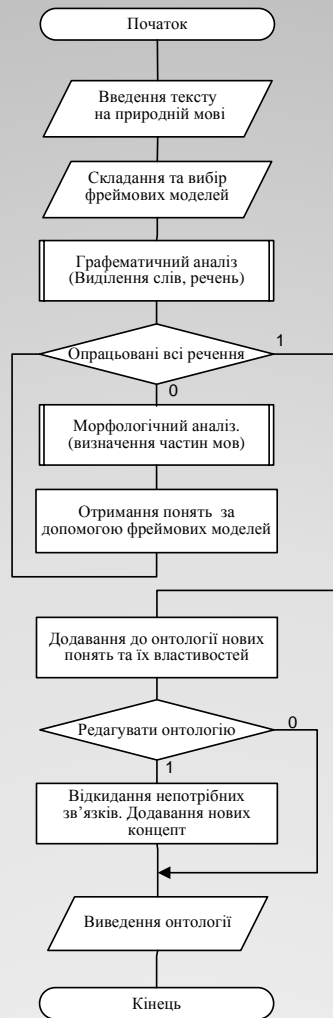 Початок
Введення тексту
на природній мові
Складання та вибір
фреймових моделей
Графематичний аналіз
(Виділення слів, речень)
Опрацьовані всі речення
1
0
Морфологічний аналіз.
(визначення частин мов)
Отримання понять за
допомогою фреймових моделей
Додавання до онтології нових
понять та їх властивостей
Редагувати онтологію
0
1
Відкидання непотрібних
зв’язків. Додавання нових
концепт
Виведення онтології
Кінець